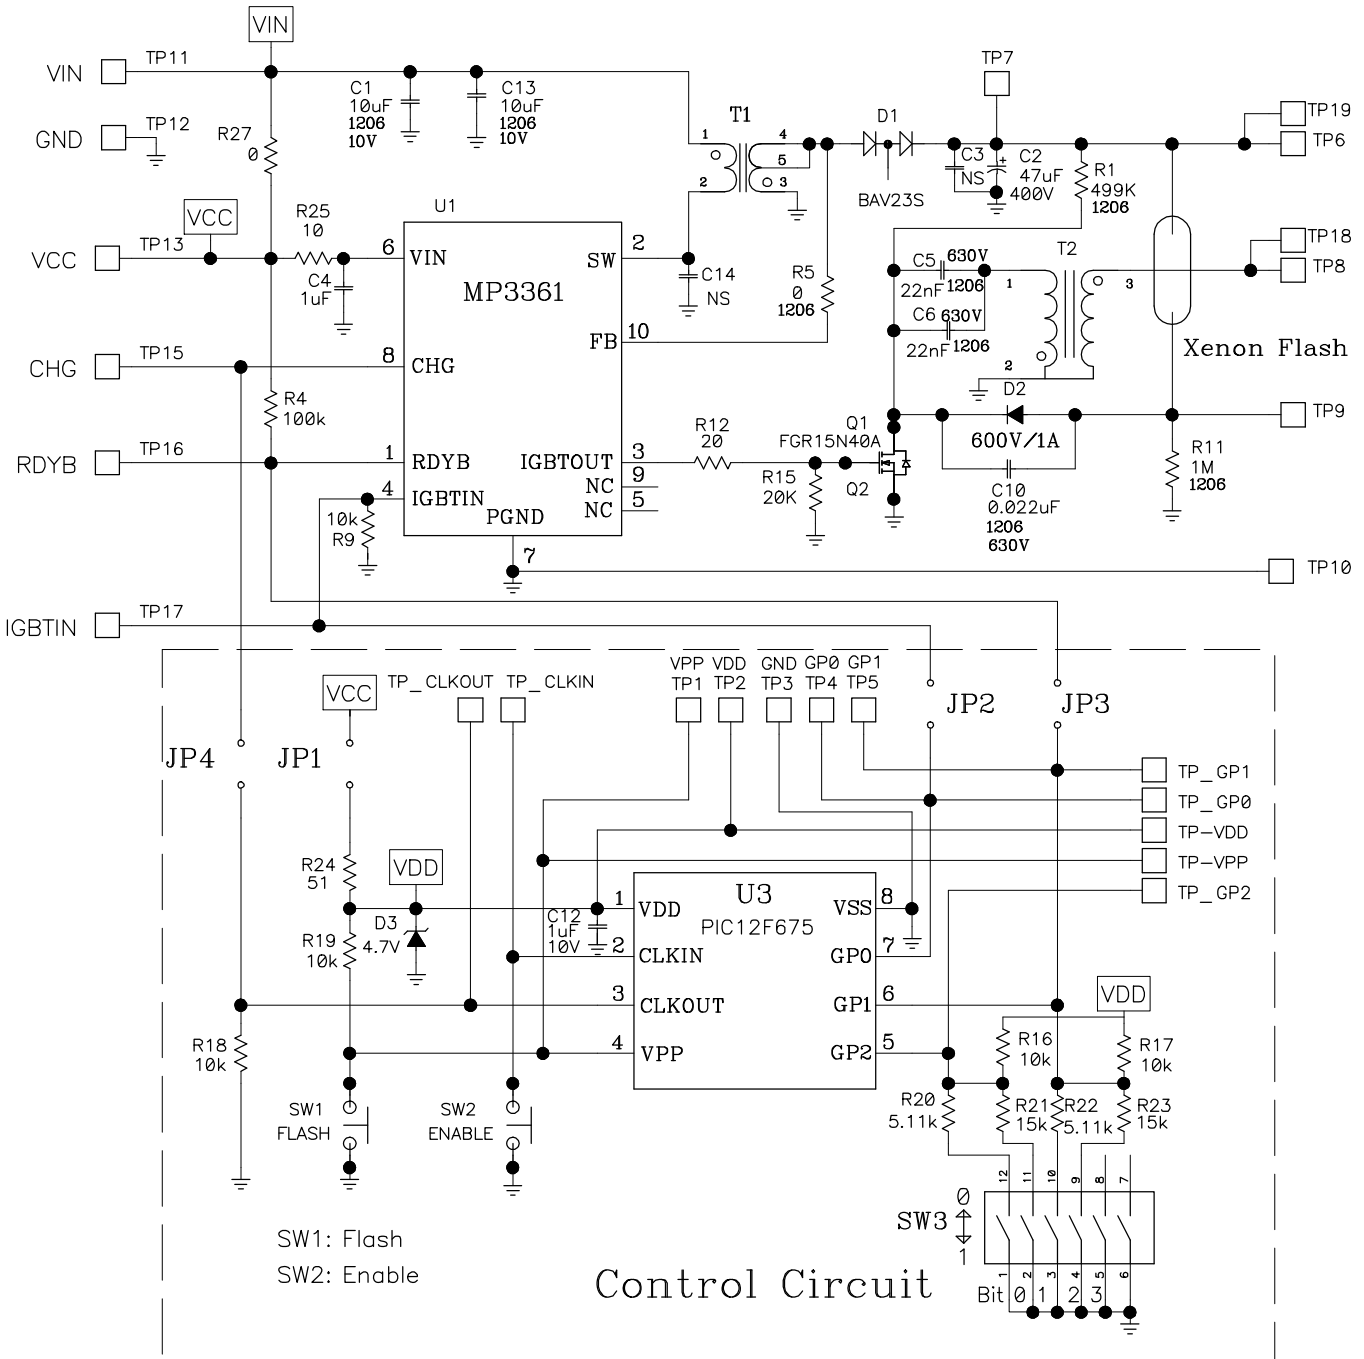 VIN
VIN TP11
GND TP12
R27
0
C1
10uF
1206
10V
C13
10uF
1206
10V
T1
1
2
4
5
3
D1
BAV23S
TP7
C3
NS
C2
47uF
400V
+
R1
499K
1206
TP19
TP6
TP18
TP8
VCC
VCC TP13
R25
10
C4
1uF
U1
MP3361
6 VIN
8 CHG
1 RDYB
4 IGBTIN
PGND
7
SW 2
FB 10
IGBTOUT 3
NC 9
NC 5
C14
NS
R5
0
1206
C5 630V
22nF 1206
C6 630V
22nF 1206
T2
1
2
3
Xenon Flash
D2
600V/1A
C10
0.022uF
1206
630V
TP9
R11
1M
1206
CHG TP15
R4
100k
RDYB TP16
10k
R9
R12
20
R15
20K
Q1
FGR15N40A
Q2
TP10
IGBTIN TP17
VCC
TP_CLKOUT TP_CLKIN
VPP VDD GND GP0 GP1
TP1 TP2 TP3 TP4 TP5
JP2
JP3
JP4
JP1
TP_GP1
TP_GP0
TP-VDD
TP-VPP
TP_GP2
R24
51
VDD
R19
10k
D3
4.7V
C12
1uF
10V
U3
PIC12F675
1 VDD
2 CLKIN
3 CLKOUT
4 VPP
VSS 8
GP0 7
GP1 6
GP2 5
R18
10k
VDD
R16
10k
R17
10k
R20
5.11k
R21
15k
R22
5.11k
R23
15k
SW1
FLASH
SW2
ENABLE
12 11 10 9 8 7
SW3
0
1
1 2 3 4 5 6
Bit 0 1 2 3
SW1: Flash
SW2: Enable
Control Circuit